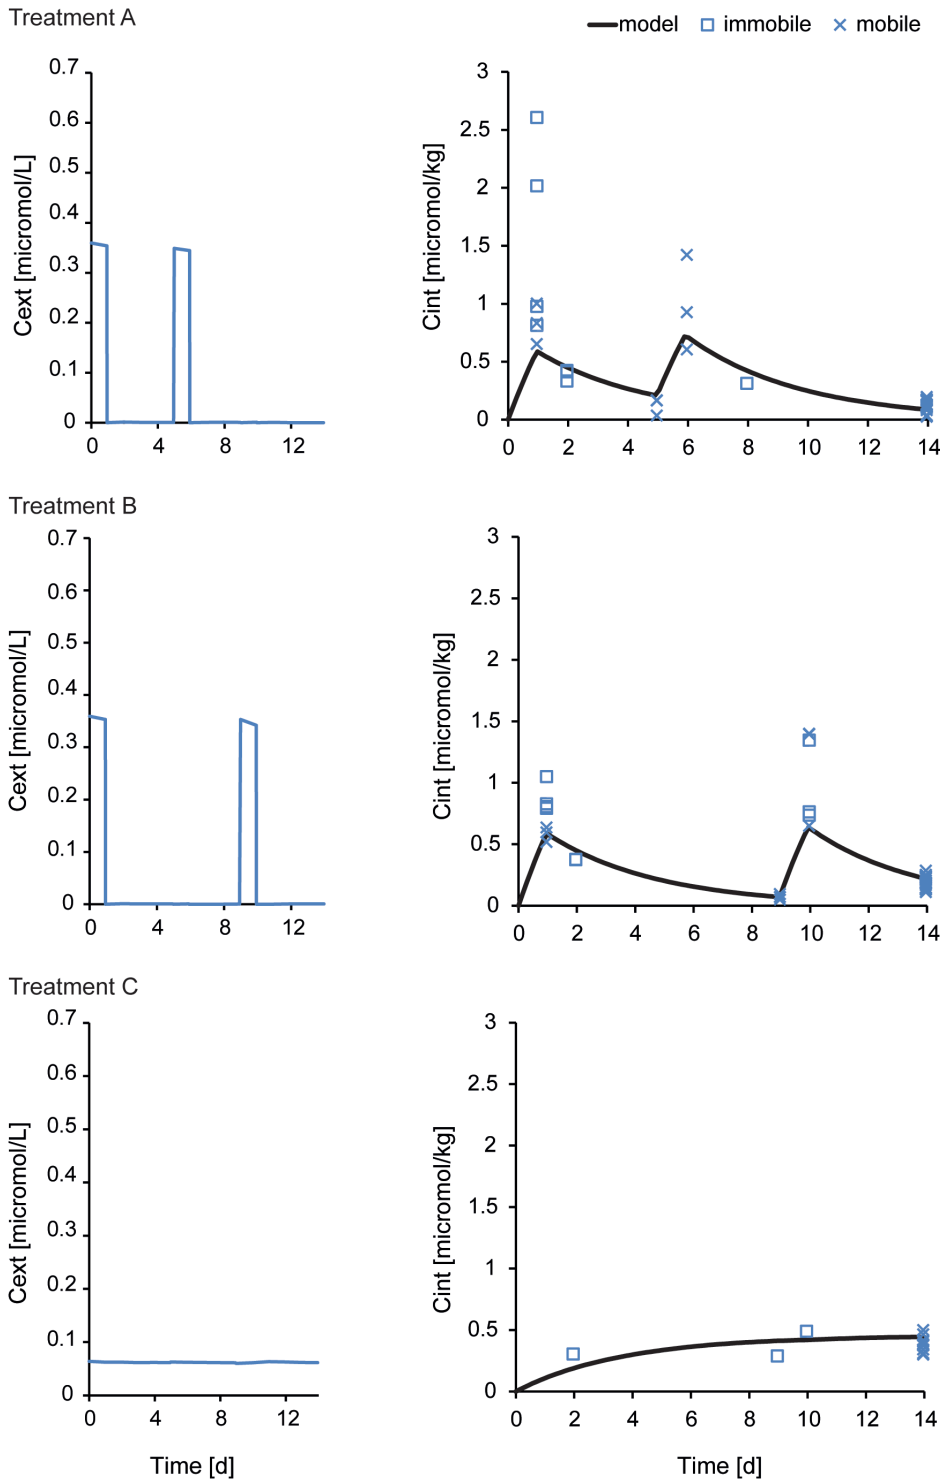 Treatment A
model immobile mobile
Cext [micromol/L]
0.7
0.6
0.5
0.4
0.3
0.2
0.1
0
0 4 8 12
Cint [micromol/kg]
3
2.5
2
1.5
1
0.5
0
0 2 4 6 8 10 12 14
Treatment B
Cext [micromol/L]
0.7
0.6
0.5
0.4
0.3
0.2
0.1
0
0 4 8 12
Cint [micromol/kg]
3
2.5
2
1.5
1
0.5
0
0 2 4 6 8 10 12 14
Treatment C
Cext [micromol/L]
0.7
0.6
0.5
0.4
0.3
0.2
0.1
0
0 4 8 12
Time [d]
Cint [micromol/kg]
3
2.5
2
1.5
1
0.5
0
0 2 4 6 8 10 12 14
Time [d]